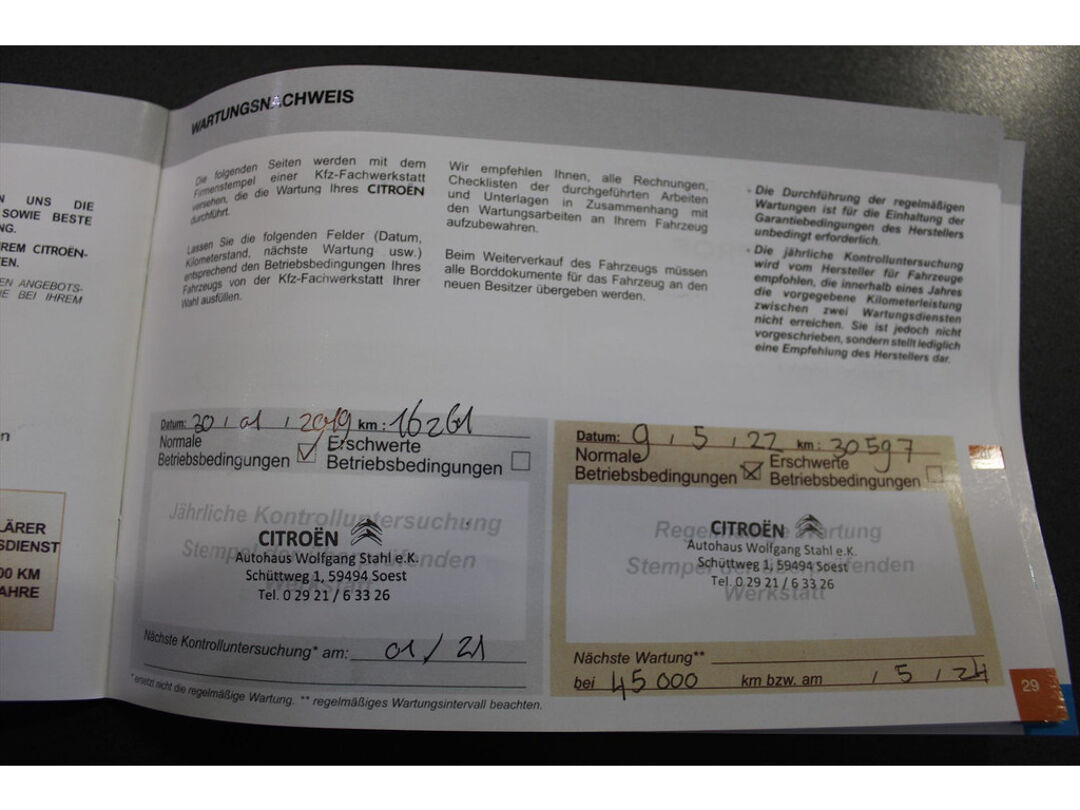 WARTUNGSNACHWEIS
N UNS DIE
SOWIE BESTE
NG.
REM CITROËN-
EN.
EN ANGEBOTS-
E BEI IHREM
Die folgenden Seiten werden mit dem
Firmenstempel einer Kfz-Fachwerkstatt
versehen, die die Wartung Ihres CITROËN
durchführt.
Lassen Sie die folgenden Felder (Datum,
Kilometerstand, nächste Wartung usw.)
entsprechend den Betriebsbedingungen Ihres
Fahrzeugs von der Kfz-Fachwerkstatt Ihrer
Wahl ausfüllen.
Wir empfehlen Ihnen, alle Rechnungen,
Checklisten der durchgeführten Arbeiten
und Unterlagen in Zusammenhang mit
den Wartungsarbeiten an Ihrem Fahrzeug
aufzubewahren.
Beim Weiterverkauf des Fahrzeugs müssen
alle Borddokumente für das Fahrzeug an den
neuen Besitzer übergeben werden.
- Die Durchführung der regelmäßigen
Wartungen ist für die Einhaltung der
Garantiebedingungen des Herstellers
unbedingt erforderlich.
- Die jährliche Kontrolluntersuchung
wird vom Hersteller für Fahrzeuge
empfohlen, die innerhalb eines Jahres
die vorgegebene Kilometerleistung
zwischen zwei Wartungsdiensten
nicht erreichen. Sie ist jedoch nicht
vorgeschrieben, sondern stellt lediglich
eine Empfehlung des Herstellers dar.
n
LÄRER
SDIENST
00 KM
AHRE
Datum: 30 / 01 / 2019 km : 16261
Normale
Betriebsbedingungen
Erschwerte
Betriebsbedingungen
Jährliche Kontrolluntersuchung
CITROËN
Autohaus Wolfgang Stahl e.K.
Schüttweg 1, 59494 Soest
Tel. 0 29 21 / 6 33 26
Nächste Kontrolluntersuchung* am: 01 / 21
* ersetzt nicht die regelmäßige Wartung. ** regelmäßiges Wartungsintervall beachten.
Datum: 9 / 5 / 22 km : 30597
Normale
Betriebsbedingungen
Erschwerte
Betriebsbedingungen
CITROËN
Autohaus Wolfgang Stahl e.K.
Schüttweg 1, 59494 Soest
Tel. 0 29 21 / 6 33 26
Werkstatt
Nächste Wartung**
bei 45000 km bzw. am / 5 / 24
29